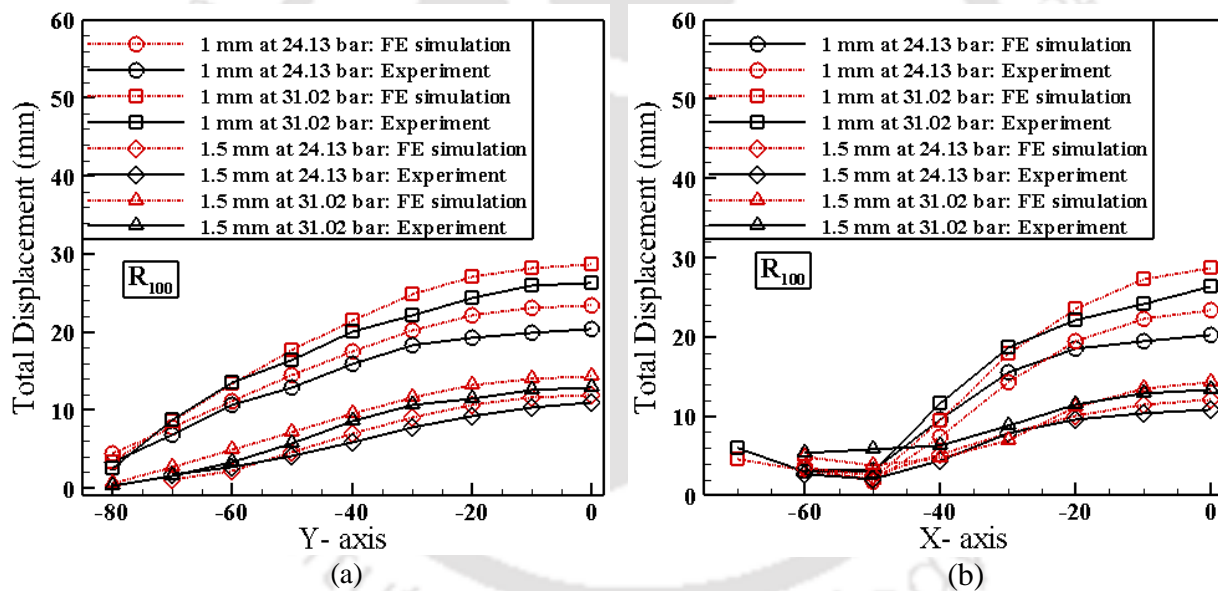 (a)
60
50
40
30
20
10
0
Total Displacement (mm)
1 mm at 24.13 bar: FE simulation
1 mm at 24.13 bar: Experiment
1 mm at 31.02 bar: FE simulation
1 mm at 31.02 bar: Experiment
1.5 mm at 24.13 bar: FE simulation
1.5 mm at 24.13 bar: Experiment
1.5 mm at 31.02 bar: FE simulation
1.5 mm at 31.02 bar: Experiment
R100
-80 -60 -40 -20 0
Y- axis
(a)
(b)
60
50
40
30
20
10
0
Total Displacement (mm)
1 mm at 24.13 bar: FE simulation
1 mm at 24.13 bar: Experiment
1 mm at 31.02 bar: FE simulation
1 mm at 31.02 bar: Experiment
1.5 mm at 24.13 bar: FE simulation
1.5 mm at 24.13 bar: Experiment
1.5 mm at 31.02 bar: FE simulation
1.5 mm at 31.02 bar: Experiment
R100
-60 -40 -20 0
X- axis
(b)